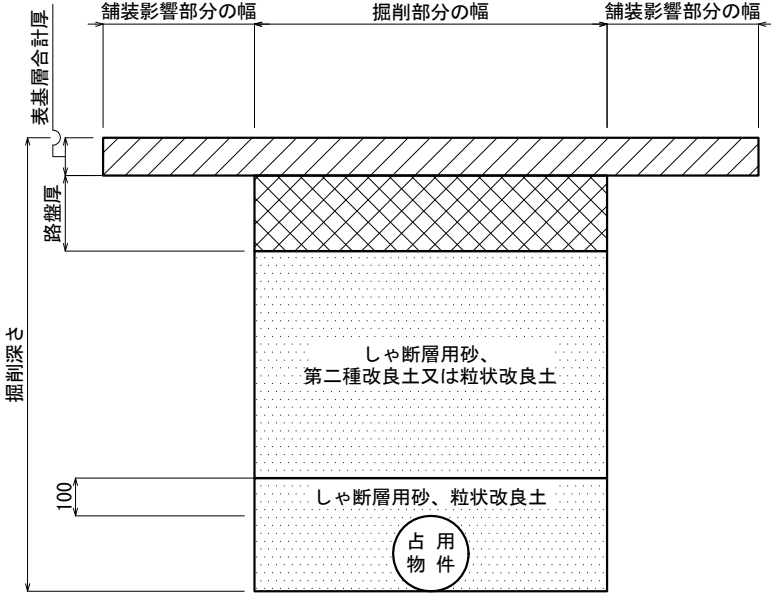 舗装影響部分の幅
掘削部分の幅
舗装影響部分の幅
表基層合計厚
路盤厚
掘削深さ
しゃ断層用砂、
第二種改良土又は粒状改良土
100
しゃ断層用砂、粒状改良土
占用
物件